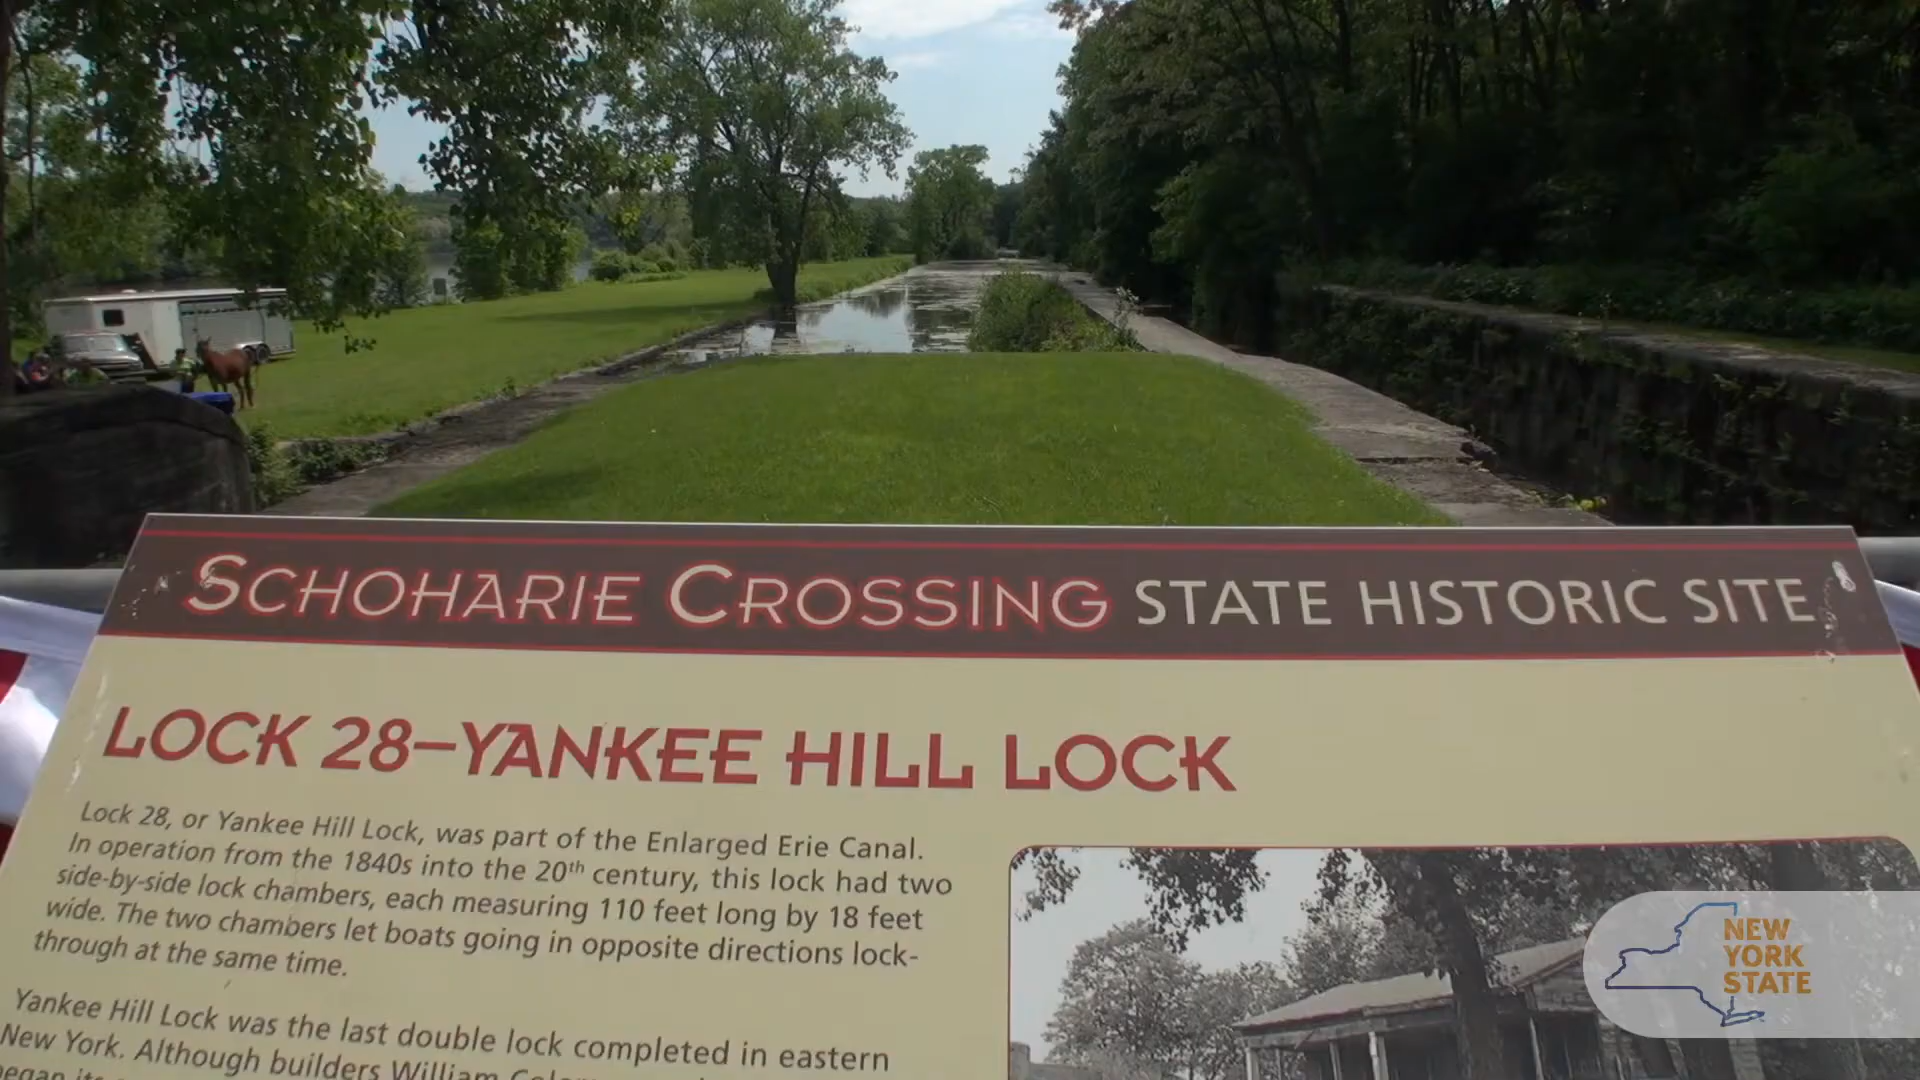 SCHOHARIE CROSSING STATE HISTORIC SITE
LOCK 28–YANKEE HILL LOCK
Lock 28, or Yankee Hill Lock, was part of the Enlarged Erie Canal.
In operation from the 1840s into the 20th century, this lock had two
side-by-side lock chambers, each measuring 110 feet long by 18 feet
wide. The two chambers let boats going in opposite directions lock-
through at the same time.
Yankee Hill Lock was the last double lock completed in eastern
New York. Although builders William
NEW
YORK
STATE